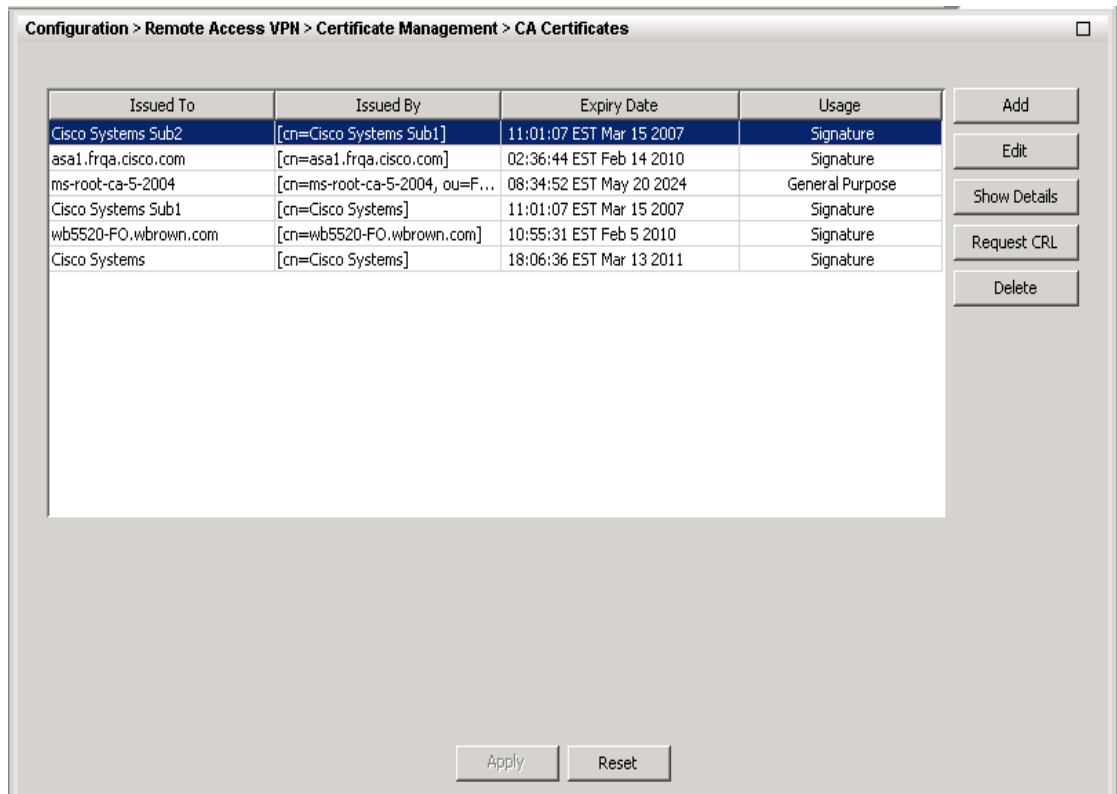 Configuration > Remote Access VPN > Certificate Management > CA Certificates
Issued To Issued By Expiry Date Usage
Cisco Systems Sub2 [cn=Cisco Systems Sub1] 11:01:07 EST Mar 15 2007 Signature
asa1.frqa.cisco.com [cn=asa1.frqa.cisco.com] 02:36:44 EST Feb 14 2010 Signature
ms-root-ca-5-2004 [cn=ms-root-ca-5-2004, ou=F... 08:34:52 EST May 20 2024 General Purpose
Cisco Systems Sub1 [cn=Cisco Systems] 11:01:07 EST Mar 15 2007 Signature
wb5520-FO.wbrown.com [cn=wb5520-FO.wbrown.com] 10:55:31 EST Feb 5 2010 Signature
Cisco Systems [cn=Cisco Systems] 18:06:36 EST Mar 13 2011 Signature
Add
Edit
Show Details
Request CRL
Delete
Apply Reset